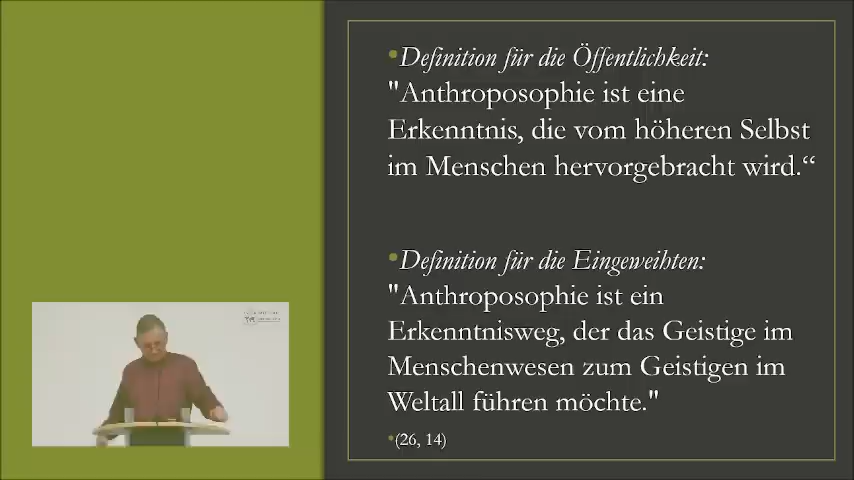 •Definition für die Öffentlichkeit:
"Anthroposophie ist eine
Erkenntnis, die vom höheren Selbst
im Menschen hervorgebracht wird.“
•Definition für die Eingeweihten:
"Anthroposophie ist ein
Erkenntnisweg, der das Geistige im
Menschenwesen zum Geistigen im
Weltall führen möchte."
•(26, 14)